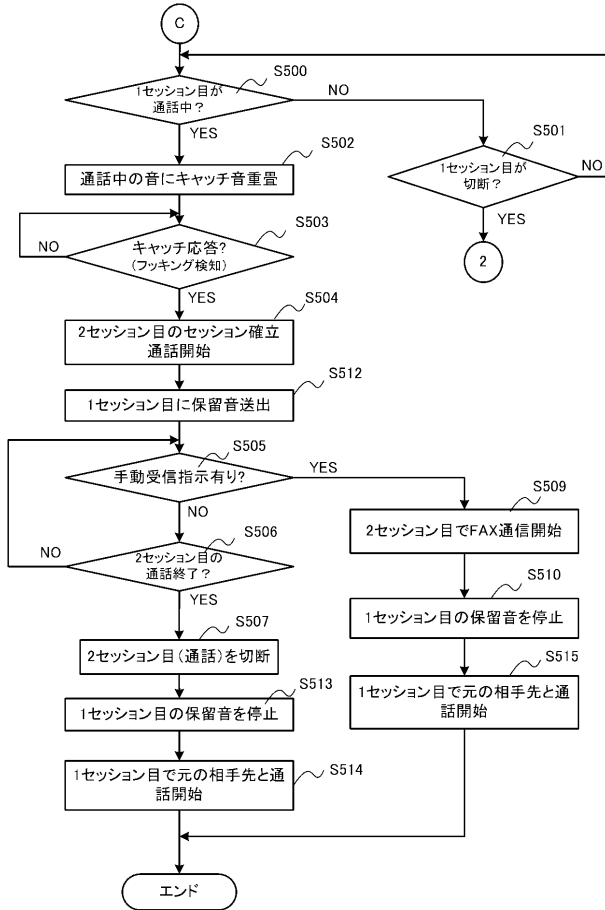 C
S500
1セッション目が
通話中？
NO
YES
S501
1セッション目が
切断？
NO
YES
2
S502
通話中の音にキャッチ音重畳
S503
キャッチ応答?
(フッキング検知)
NO
YES
S504
2セッション目のセッション確立
通話開始
S512
1セッション目に保留音送出
S505
手動受信指示有り?
YES
NO
S506
2セッション目の
通話終了？
NO
YES
S507
2セッション目(通話)を切断
S513
1セッション目の保留音を停止
S514
1セッション目で元の相手先と通
話開始
S509
2セッション目でFAX通信開始
S510
1セッション目の保留音を停止
S515
1セッション目で元の相手先と通
話開始
エンド